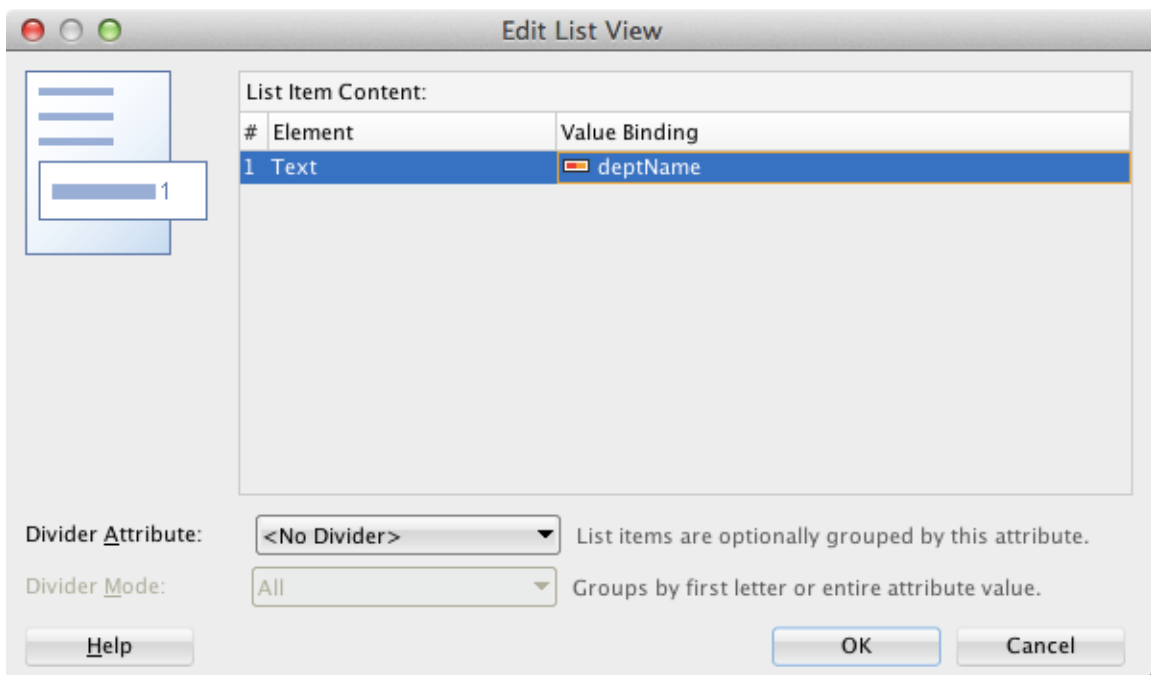 Edit List View
List Item Content:
# Element Value Binding
1 Text deptName
1
Divider Attribute: <No Divider> List items are optionally grouped by this attribute.
Divider Mode: All Groups by first letter or entire attribute value.
Help OK Cancel